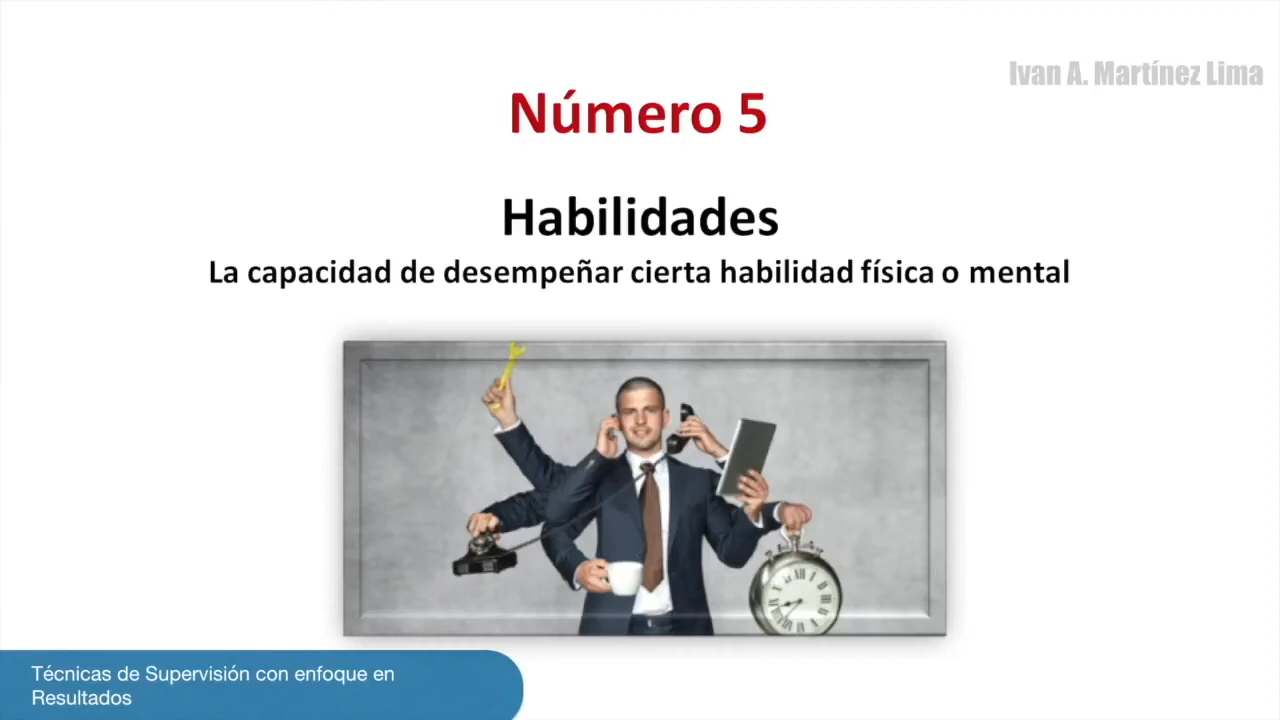 Ivan A. Martínez Lima
Número 5
Habilidades
La capacidad de desempeñar cierta habilidad física o mental
Técnicas de Supervisión con enfoque en
Resultados